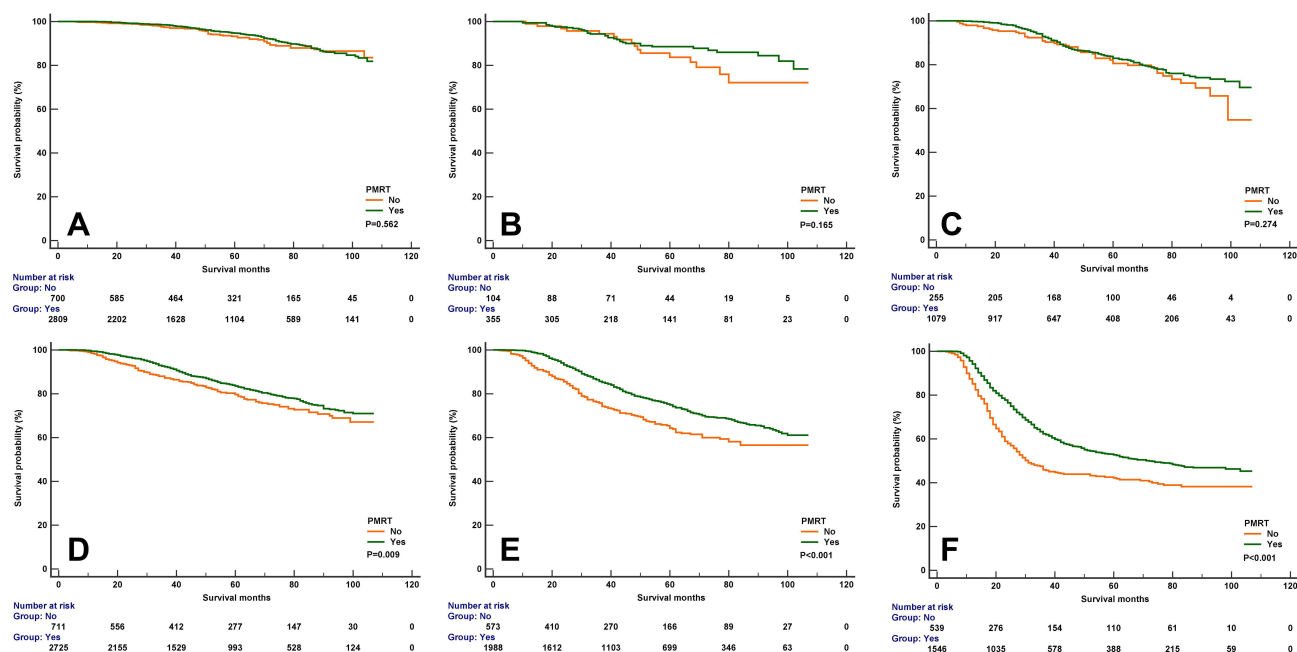 100
80
60
40
20
0
Survival probability (%)
A
PMRT
No
Yes
P=0.562
0 20 40 60 80 100 120
Survival months
Number at risk
Group: No
700 585 464 321 165 45 0
Group: Yes
2809 2202 1628 1104 589 141 0
100
80
60
40
20
0
Survival probability (%)
B
PMRT
No
Yes
P=0.165
0 20 40 60 80 100 120
Survival months
Number at risk
Group: No
104 88 71 44 19 5 0
Group: Yes
355 305 218 141 81 23 0
100
80
60
40
20
0
Survival probability (%)
C
PMRT
No
Yes
P=0.274
0 20 40 60 80 100 120
Survival months
Number at risk
Group: No
255 205 168 100 46 4 0
Group: Yes
1079 917 647 408 206 43 0
100
80
60
40
20
0
Survival probability (%)
D
PMRT
No
Yes
P=0.009
0 20 40 60 80 100 120
Survival months
Number at risk
Group: No
711 556 412 277 147 30 0
Group: Yes
2725 2155 1529 993 528 124 0
100
80
60
40
20
0
Survival probability (%)
E
PMRT
No
Yes
P<0.001
0 20 40 60 80 100 120
Survival months
Number at risk
Group: No
573 410 270 166 89 27 0
Group: Yes
1988 1612 1103 699 346 63 0
100
80
60
40
20
0
Survival probability (%)
F
PMRT
No
Yes
P<0.001
0 20 40 60 80 100 120
Survival months
Number at risk
Group: No
539 276 154 110 61 10 0
Group: Yes
1546 1035 578 388 215 59 0